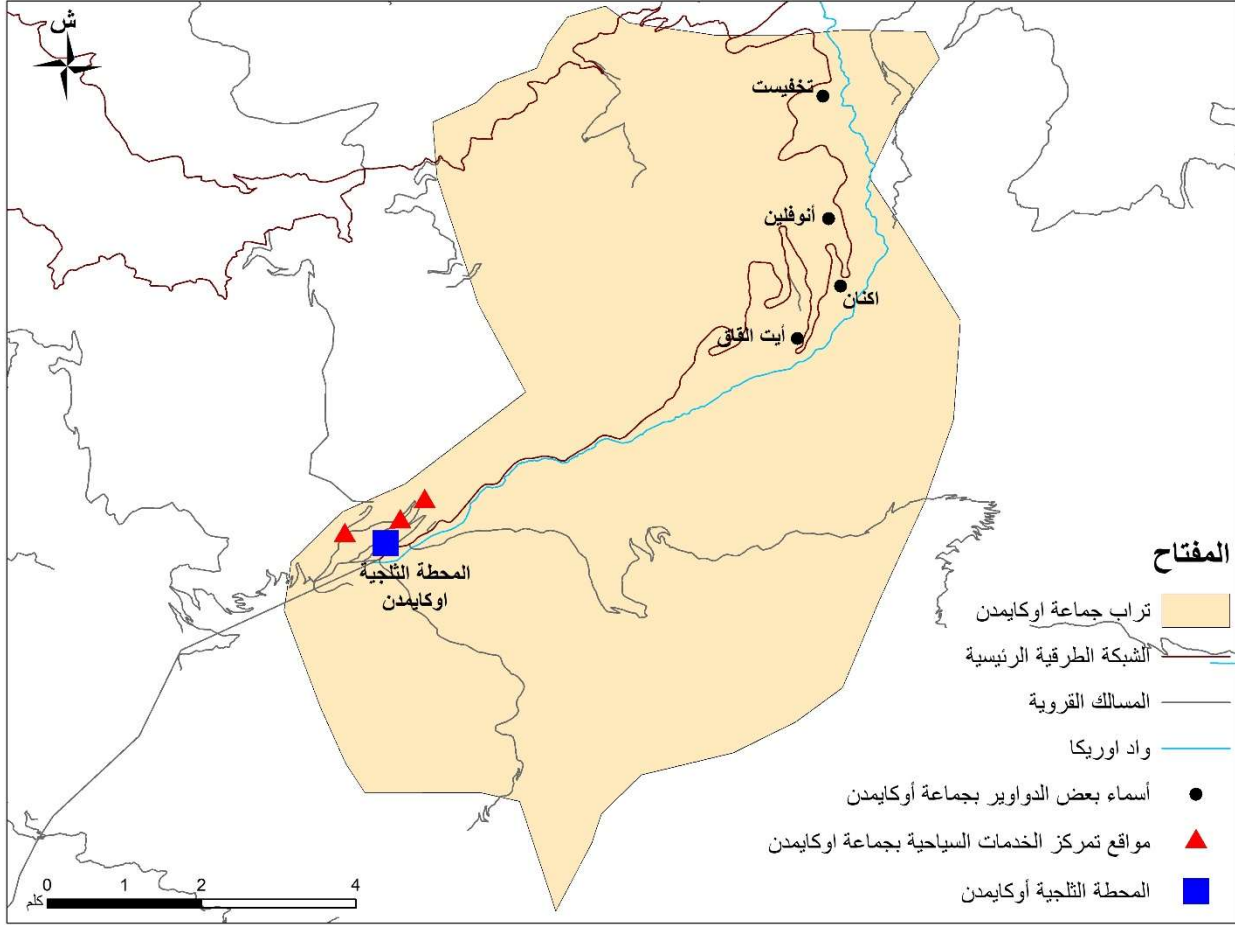 ش
تخفيست
أنوفلين
اكنان
أيت القاق
المحطة الثلجية
اوكايمدن
المفتاح
تراب جماعة اوكايمدن
الشبكة الطرقية الرئيسية
المسالك القروية
واد اوريكا
أسماء بعض الدواوير بجماعة أوكايمدن
مواقع تمركز الخدمات السياحية بجماعة اوكايمدن
المحطة الثلجية أوكايمدن
0 1 2 4
كلم